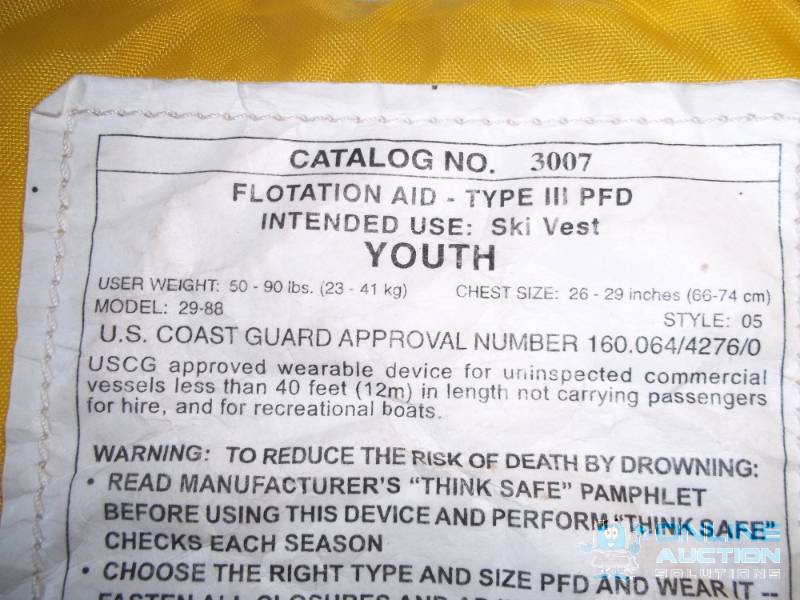 CATALOG NO. 3007
FLOTATION AID - TYPE III PFD
INTENDED USE: Ski Vest
YOUTH
USER WEIGHT: 50 - 90 lbs. (23 - 41 kg) CHEST SIZE: 26 - 29 inches (66-74 cm)
MODEL: 29-88 STYLE: 05
U.S. COAST GUARD APPROVAL NUMBER 160.064/4276/0
USCG approved wearable device for uninspected commercial
vessels less than 40 feet (12m) in length not carrying passengers
for hire, and for recreational boats.
WARNING: TO REDUCE THE RISK OF DEATH BY DROWNING:
• READ MANUFACTURER'S "THINK SAFE" PAMPHLET
BEFORE USING THIS DEVICE AND PERFORM "THINK SAFE"
CHECKS EACH SEASON
• CHOOSE THE RIGHT TYPE AND SIZE PFD AND WEAR IT --
FASTEN ALL CLOSURES AND
ONLINE
AUCTION
SOLUTIONS